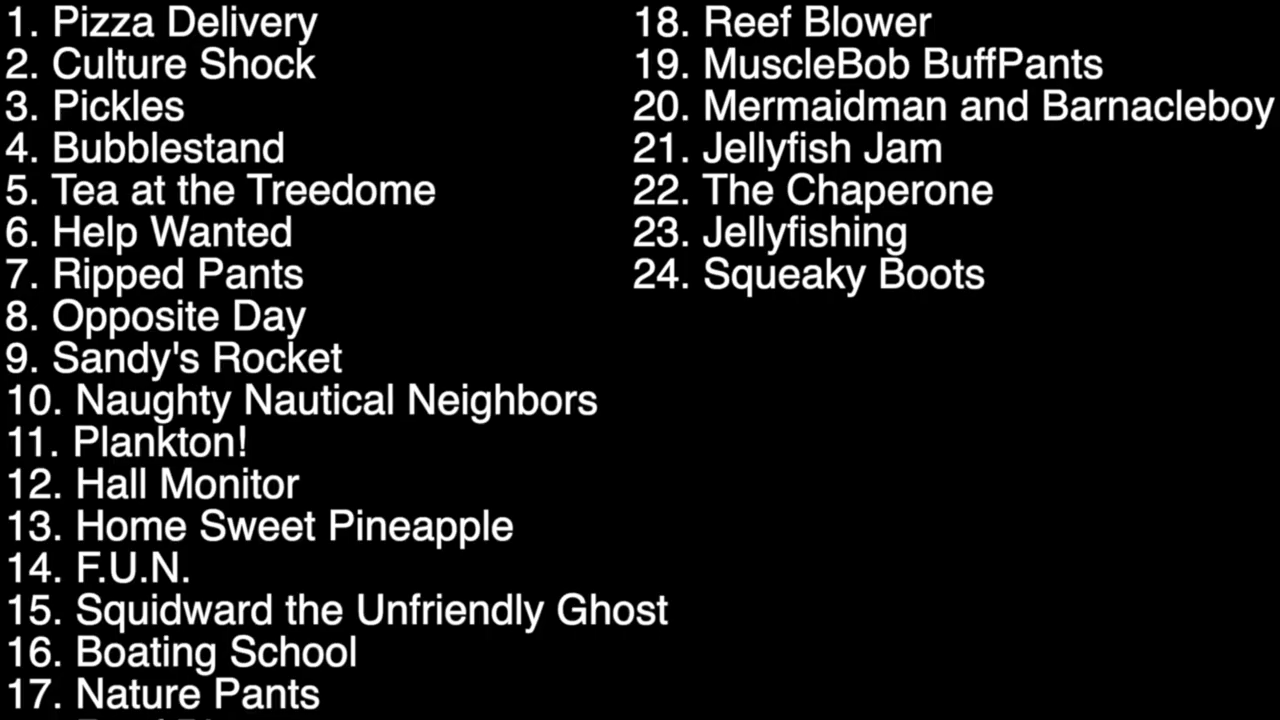 1. Pizza Delivery
2. Culture Shock
3. Pickles
4. Bubblestand
5. Tea at the Treedome
6. Help Wanted
7. Ripped Pants
8. Opposite Day
9. Sandy's Rocket
10. Naughty Nautical Neighbors
11. Plankton!
12. Hall Monitor
13. Home Sweet Pineapple
14. F.U.N.
15. Squidward the Unfriendly Ghost
16. Boating School
17. Nature Pants
18. Reef Blower
19. MuscleBob BuffPants
20. Mermaidman and Barnacleboy
21. Jellyfish Jam
22. The Chaperone
23. Jellyfishing
24. Squeaky Boots